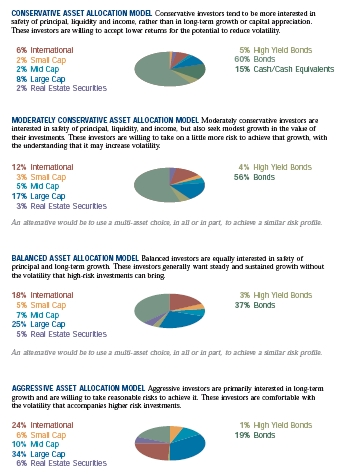 CONSERVATIVE ASSET ALLOCATION MODEL Conservative investors tend to be more interested in
safety of principal, liquidity and income, rather than in long-term growth or capital appreciation.
These investors are willing to accept lower returns for the potential to reduce volatility.
6% International
2% Small Cap
2% Mid Cap
8% Large Cap
2% Real Estate Securities
5% High Yield Bonds
60% Bonds
15% Cash/Cash Equivalents
MODERATELY CONSERVATIVE ASSET ALLOCATION MODEL Moderately conservative investors are
interested in safety of principal, liquidity, and income, but also seek modest growth in the value of
their investments. These investors are willing to take on a little more risk to achieve that growth, with
the understanding that it may increase volatility.
12% International
3% Small Cap
5% Mid Cap
17% Large Cap
3% Real Estate Securities
4% High Yield Bonds
56% Bonds
An alternative would be to use a multi-asset choice, in all or in part, to achieve a similar risk profile.
BALANCED ASSET ALLOCATION MODEL Balanced investors are equally interested in safety of
principal and long-term growth. These investors generally want steady and sustained growth without
the volatility that high-risk investments can bring.
18% International
5% Small Cap
7% Mid Cap
25% Large Cap
5% Real Estate Securities
3% High Yield Bonds
37% Bonds
An alternative would be to use a multi-asset choice, in all or in part, to achieve a similar risk profile.
AGGRESSIVE ASSET ALLOCATION MODEL Aggressive investors are primarily interested in long-term
growth and are willing to take reasonable risks to achieve it. These investors are comfortable with
the volatility that accompanies higher risk investments.
24% International
6% Small Cap
10% Mid Cap
34% Large Cap
6% Real Estate Securities
1% High Yield Bonds
19% Bonds